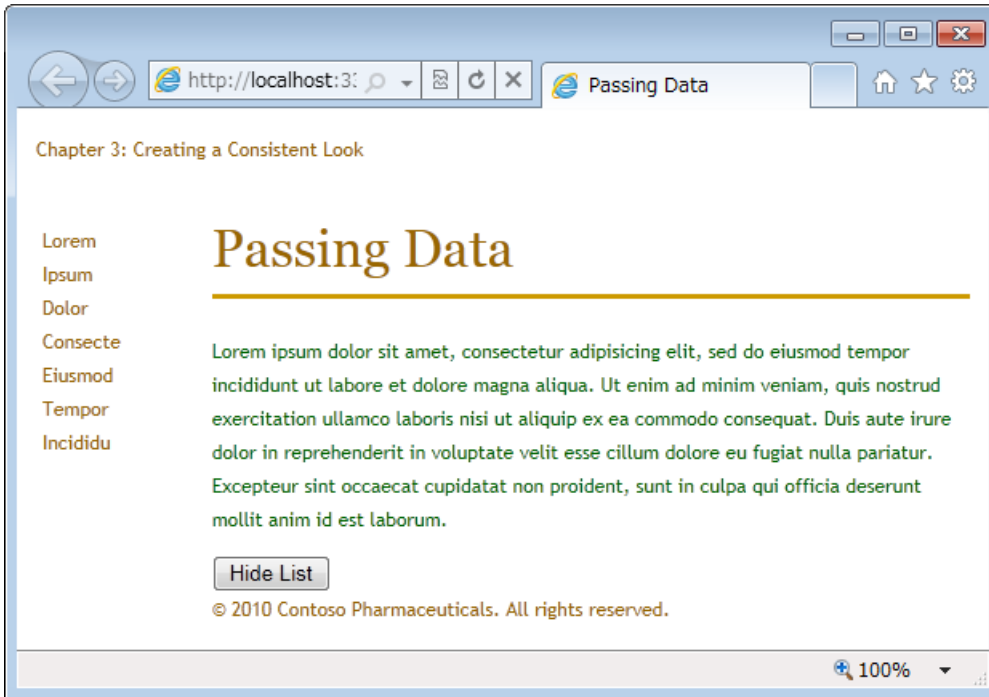 http://localhost:33
Passing Data
Chapter 3: Creating a Consistent Look
Lorem
Ipsum
Dolor
Consecte
Eiusmod
Tempor
Incididu
Passing Data
Lorem ipsum dolor sit amet, consectetur adipisicing elit, sed do eiusmod tempor
incididunt ut labore et dolore magna aliqua. Ut enim ad minim veniam, quis nostrud
exercitation ullamco laboris nisi ut aliquip ex ea commodo consequat. Duis aute irure
dolor in reprehenderit in voluptate velit esse cillum dolore eu fugiat nulla pariatur.
Excepteur sint occaecat cupidatat non proident, sunt in culpa qui officia deserunt
mollit anim id est laborum.
Hide List
© 2010 Contoso Pharmaceuticals. All rights reserved.
100%